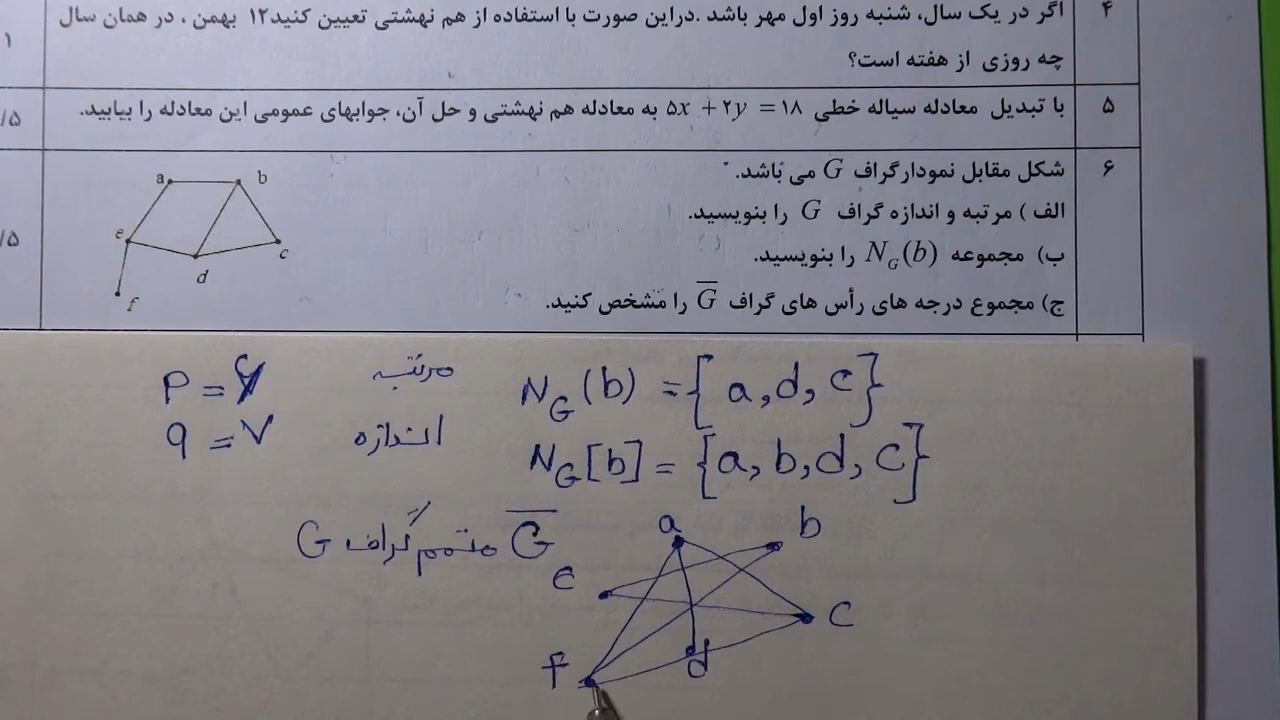 ۴
اگر در یک سال، شنبه روز اول مهر باشد .دراین صورت با استفاده از هم نهشتی تعیین کنید۱۲ بهمن ، در همان سال
چه روزی از هفته است؟
۱
۵
با تبدیل معادله سیاله خطی ۵x + ۲y = ۱۸ به معادله هم نهشتی و حل آن، جوابهای عمومی این معادله را بیابید.
/۵
۶
شکل مقابل نمودارگراف G می باشد.
الف ) مرتبه و اندازه گراف G را بنویسید.
ب) مجموعه N_G(b) را بنویسید.
ج) مجموع درجه های رأس های گراف G̅ را مشخص کنید.
/۵
a b
e
d
c
f
مرتبه P = ۶
اندازه q = ۷
N_G(b) = {a, d, c}
N_G[b] = {a, b, d, c}
G̅ متمم گراف G
a b
e
c
d
f